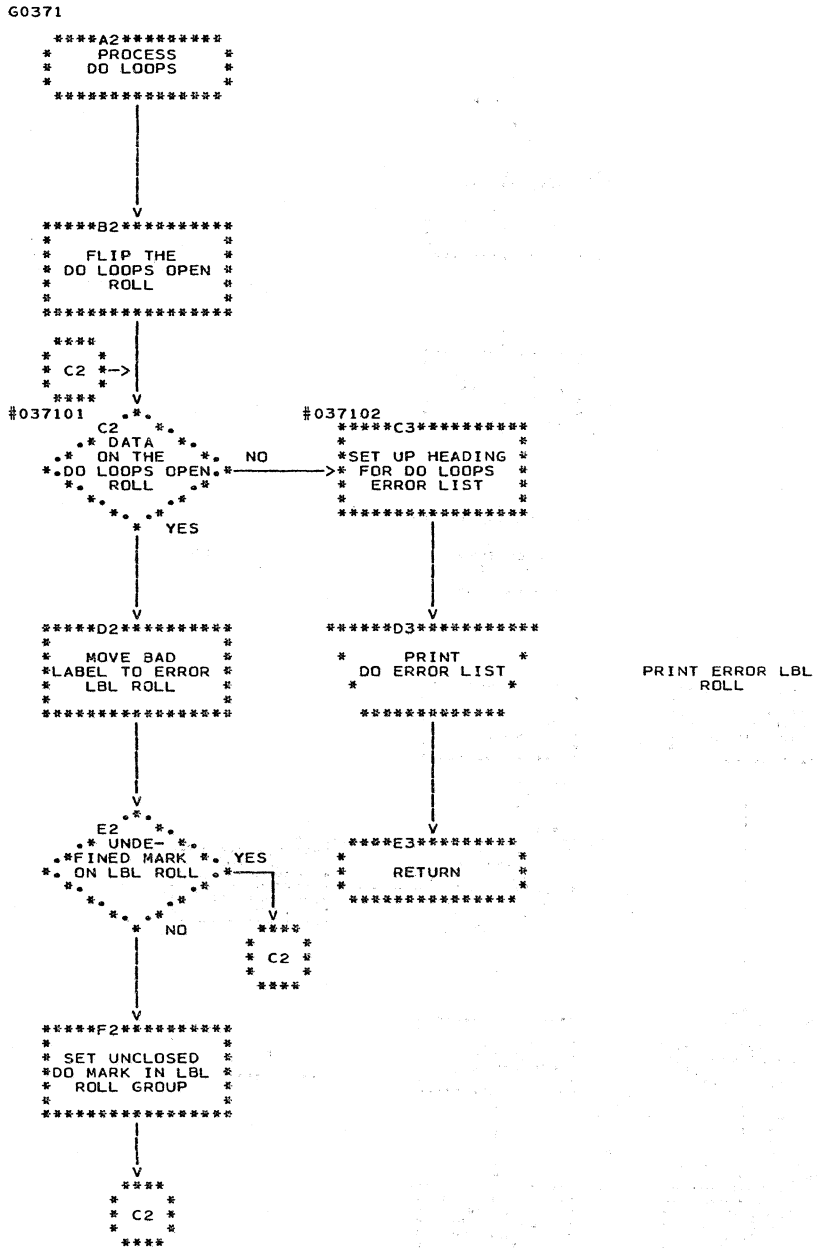 G0371
A2
PROCESS
DO LOOPS
B2
FLIP THE
DO LOOPS OPEN
ROLL
C2
#037101
C2
DATA
ON THE
DO LOOPS OPEN
ROLL
NO
YES
#037102
C3
SET UP HEADING
FOR DO LOOPS
ERROR LIST
D2
MOVE BAD
LABEL TO ERROR
LBL ROLL
D3
PRINT
DO ERROR LIST
PRINT ERROR LBL
ROLL
E2
UNDE-
FINED MARK
ON LBL ROLL
YES
NO
C2
E3
RETURN
F2
SET UNCLOSED
DO MARK IN LBL
ROLL GROUP
C2